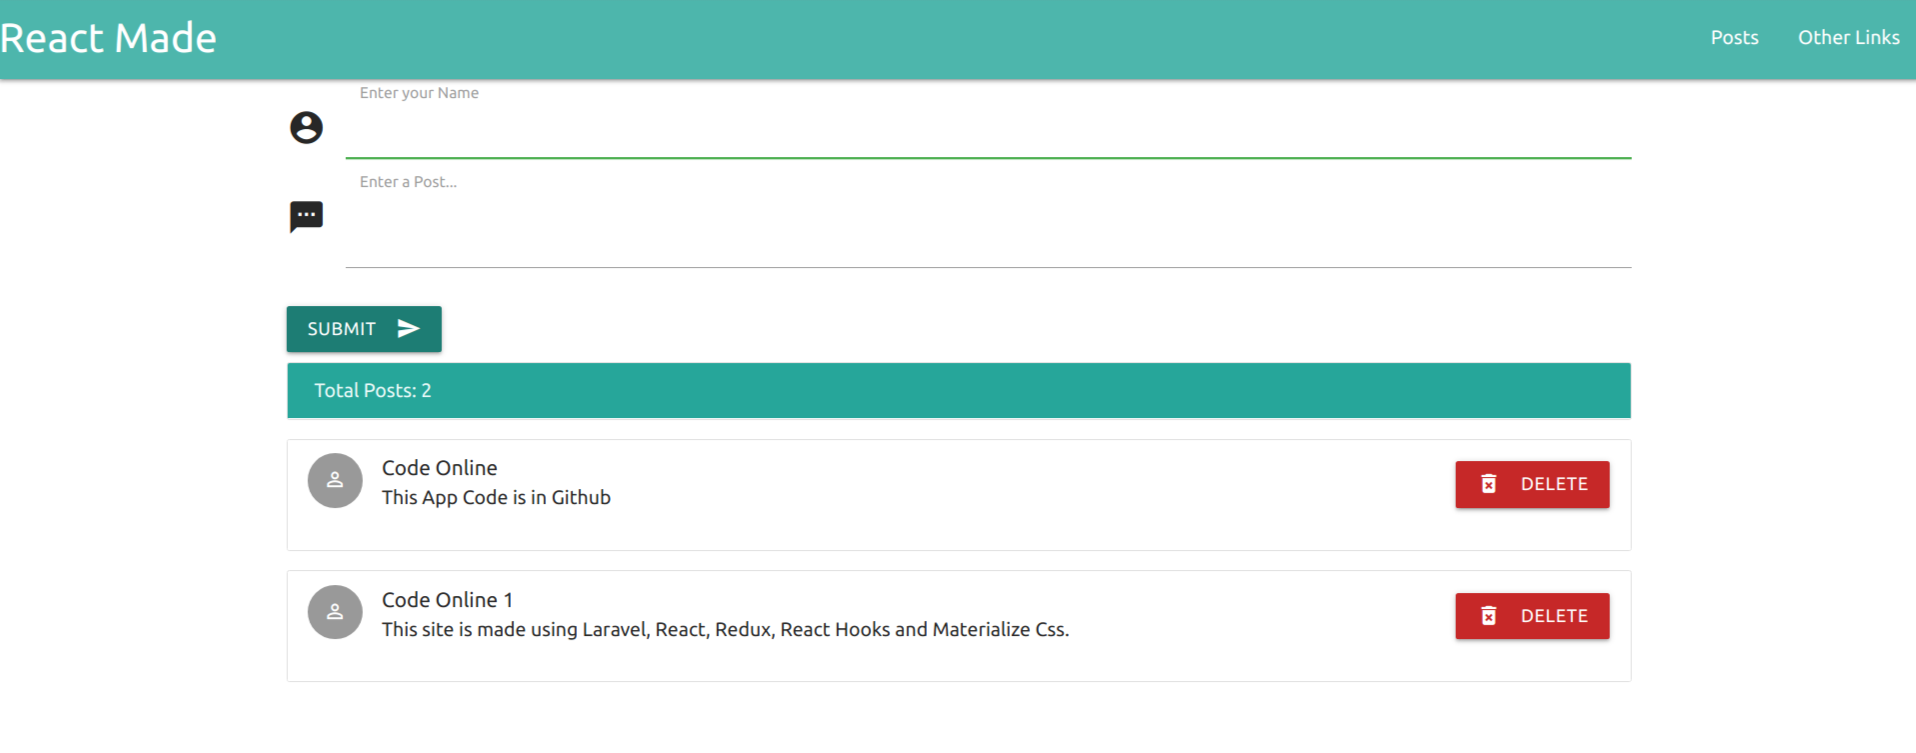 React Made
Posts
Other Links
Enter your Name
Enter a Post...
SUBMIT
Total Posts: 2
Code Online
This App Code is in Github
DELETE
Code Online 1
This site is made using Laravel, React, Redux, React Hooks and Materialize Css.
DELETE